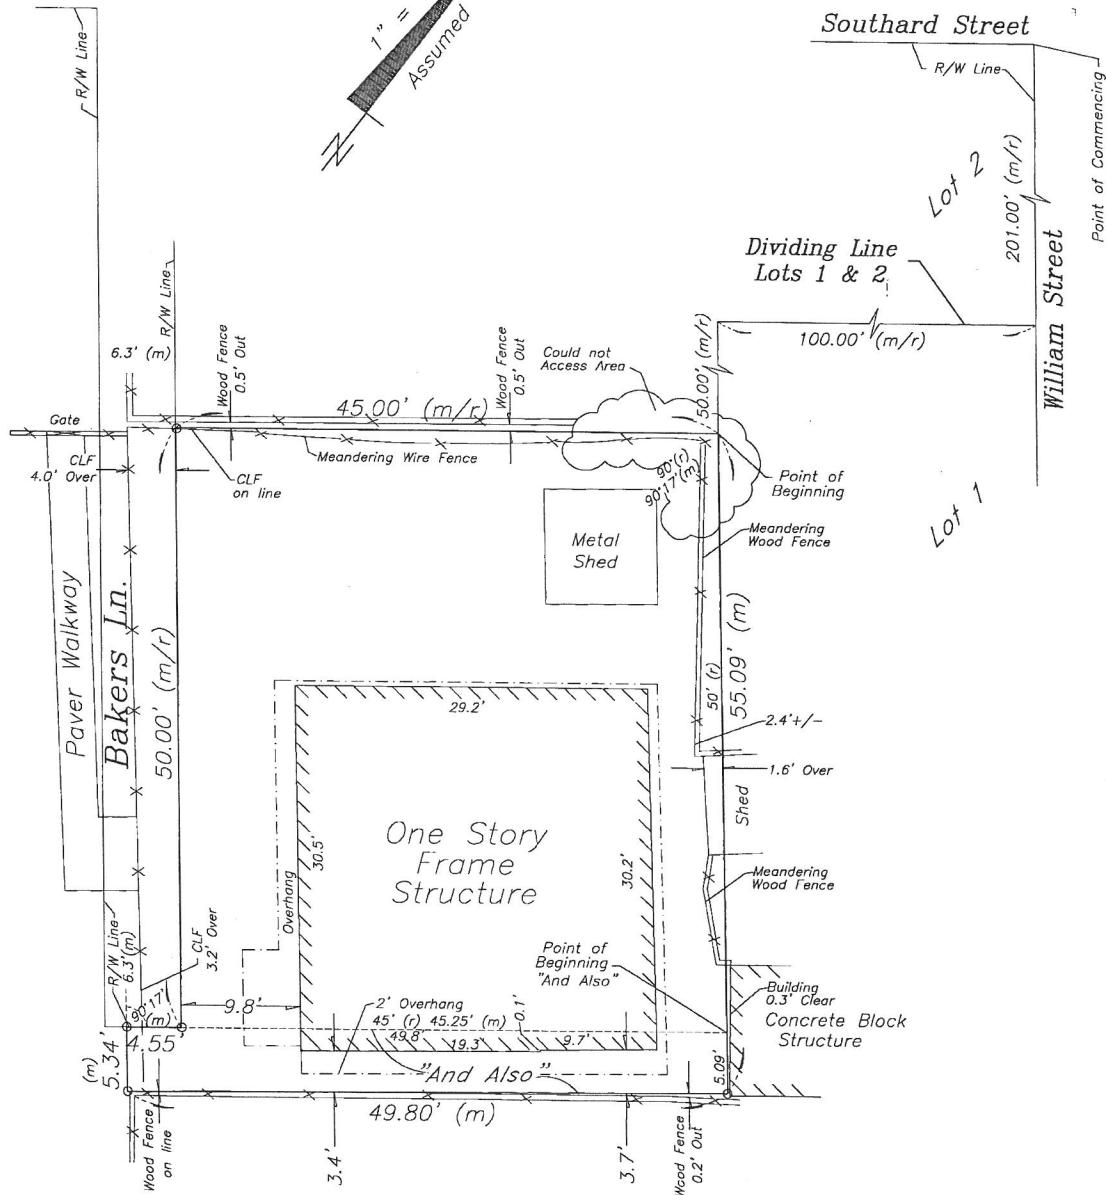 Southard Street
R/W Line
R/W Line
1" =
Assumed
N
Point of Commencing
Lot 2
201.00' (m/r)
William Street
Dividing Line
Lots 1 & 2
100.00' (m/r)
50.00' (m/r)
R/W Line
6.3' (m)
Wood Fence
0.5' Out
Wood Fence
0.5' Out
Could not
Access Area
45.00' (m/r)
Gate
CLF
4.0' Over
CLF
on line
Meandering Wire Fence
90°(r)
90°17'(m)
Point of
Beginning
Lot 1
Metal
Shed
Meandering
Wood Fence
Paver Walkway
Bakers Ln.
50.00' (m/r)
50' (r)
55.09' (m)
29.2'
2.4'+/-
1.6' Over
Shed
One Story
Frame
Structure
30.5'
30.2'
Overhang
Meandering
Wood Fence
R/W Line
6.3'(m)
CLF
3.2' Over
Point of
Beginning
"And Also"
Building
0.3' Clear
Concrete Block
Structure
90°17'
(m)
9.8'
2' Overhang
45' (r) 45.25' (m)
0.1'
49.8'
19.3'
9.7'
4.55'
5.34'
(m)
"And Also"
5.09'
49.80' (m)
Wood Fence
on line
3.4'
3.7'
Wood Fence
0.2' Out